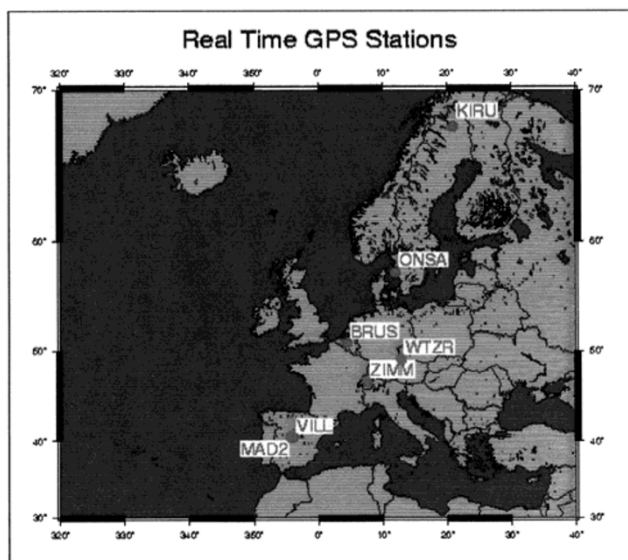 Real Time GPS Stations
320° 330° 340° 350° 0° 10° 20° 30° 40°
70° 70°
KIRU
60° 60°
ONSA
BRUS
50° WTZR 50°
ZIMM
VILL
40° MAD2 40°
30° 30°
320° 330° 340° 350° 0° 10° 20° 30° 40°